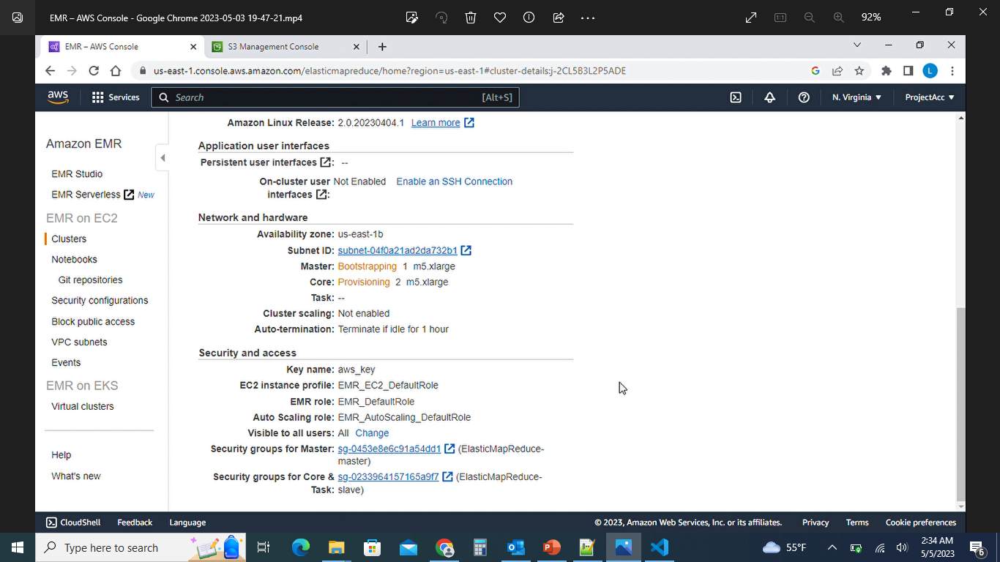 EMR – AWS Console - Google Chrome 2023-05-03 19-47-21.mp4
92%
EMR – AWS Console
S3 Management Console
us-east-1.console.aws.amazon.com/elasticmapreduce/home?region=us-east-1#cluster-details:j-2CL5B3L2P5ADE
L
aws
Services
Search
[Alt+S]
N. Virginia
ProjectAcc
Amazon EMR
EMR Studio
EMR Serverless New
EMR on EC2
Clusters
Notebooks
Git repositories
Security configurations
Block public access
VPC subnets
Events
EMR on EKS
Virtual clusters
Help
What's new
Amazon Linux Release: 2.0.20230404.1 Learn more
Application user interfaces
Persistent user interfaces : --
On-cluster user Not Enabled Enable an SSH Connection
interfaces :
Network and hardware
Availability zone: us-east-1b
Subnet ID: subnet-04f0a21ad2da732b1
Master: Bootstrapping 1 m5.xlarge
Core: Provisioning 2 m5.xlarge
Task: --
Cluster scaling: Not enabled
Auto-termination: Terminate if idle for 1 hour
Security and access
Key name: aws_key
EC2 instance profile: EMR_EC2_DefaultRole
EMR role: EMR_DefaultRole
Auto Scaling role: EMR_AutoScaling_DefaultRole
Visible to all users: All Change
Security groups for Master: sg-0453e8e6c91a54dd1 (ElasticMapReduce-
master)
Security groups for Core & sg-0233964157165a9f7 (ElasticMapReduce-
Task: slave)
CloudShell
Feedback
Language
© 2023, Amazon Web Services, Inc. or its affiliates.
Privacy
Terms
Cookie preferences
Type here to search
55°F
2:34 AM
5/5/2023
6